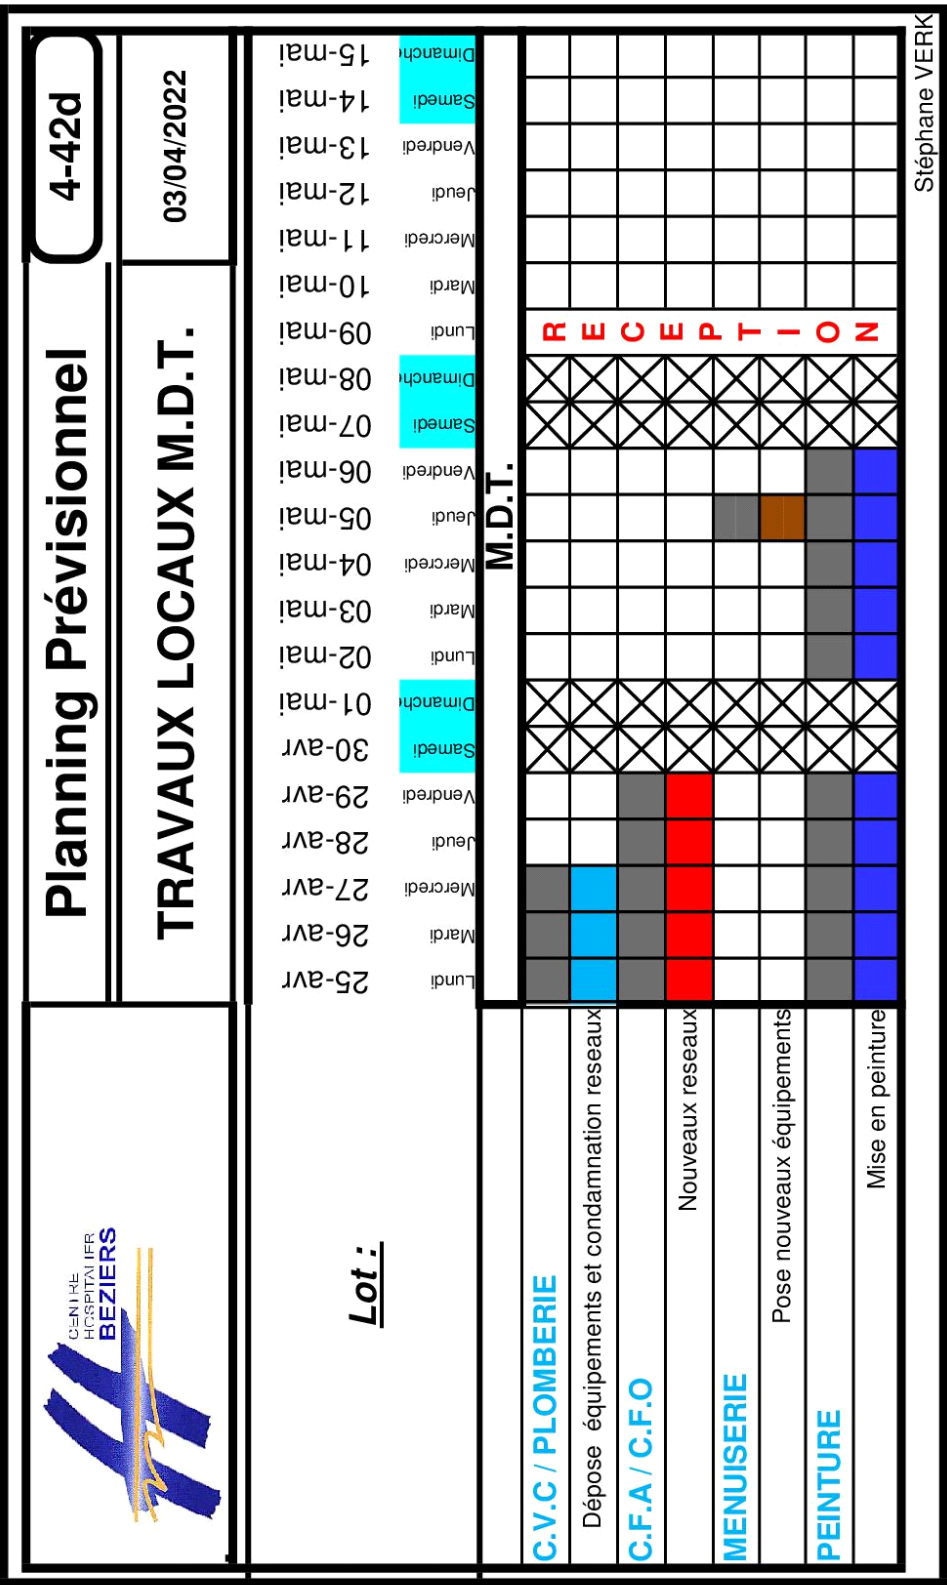 CENTRE
HOSPITALIER
BEZIERS
Planning Prévisionnel
4-42d
TRAVAUX LOCAUX M.D.T.
03/04/2022
Lot :
25-avr 26-avr 27-avr 28-avr 29-avr 30-avr 01-mai 02-mai 03-mai 04-mai 05-mai 06-mai 07-mai 08-mai 09-mai 10-mai 11-mai 12-mai 13-mai 14-mai 15-mai
Lundi Mardi Mercredi Jeudi Vendredi Samedi Dimanche Lundi Mardi Mercredi Jeudi Vendredi Samedi Dimanche Lundi Mardi Mercredi Jeudi Vendredi Samedi Dimanche
M.D.T.
C.V.C / PLOMBERIE
Dépose équipements et condamnation reseaux
C.F.A / C.F.O
Nouveaux reseaux
MENUISERIE
Pose nouveaux équipements
PEINTURE
Mise en peinture
RECEPTION
Stéphane VERK